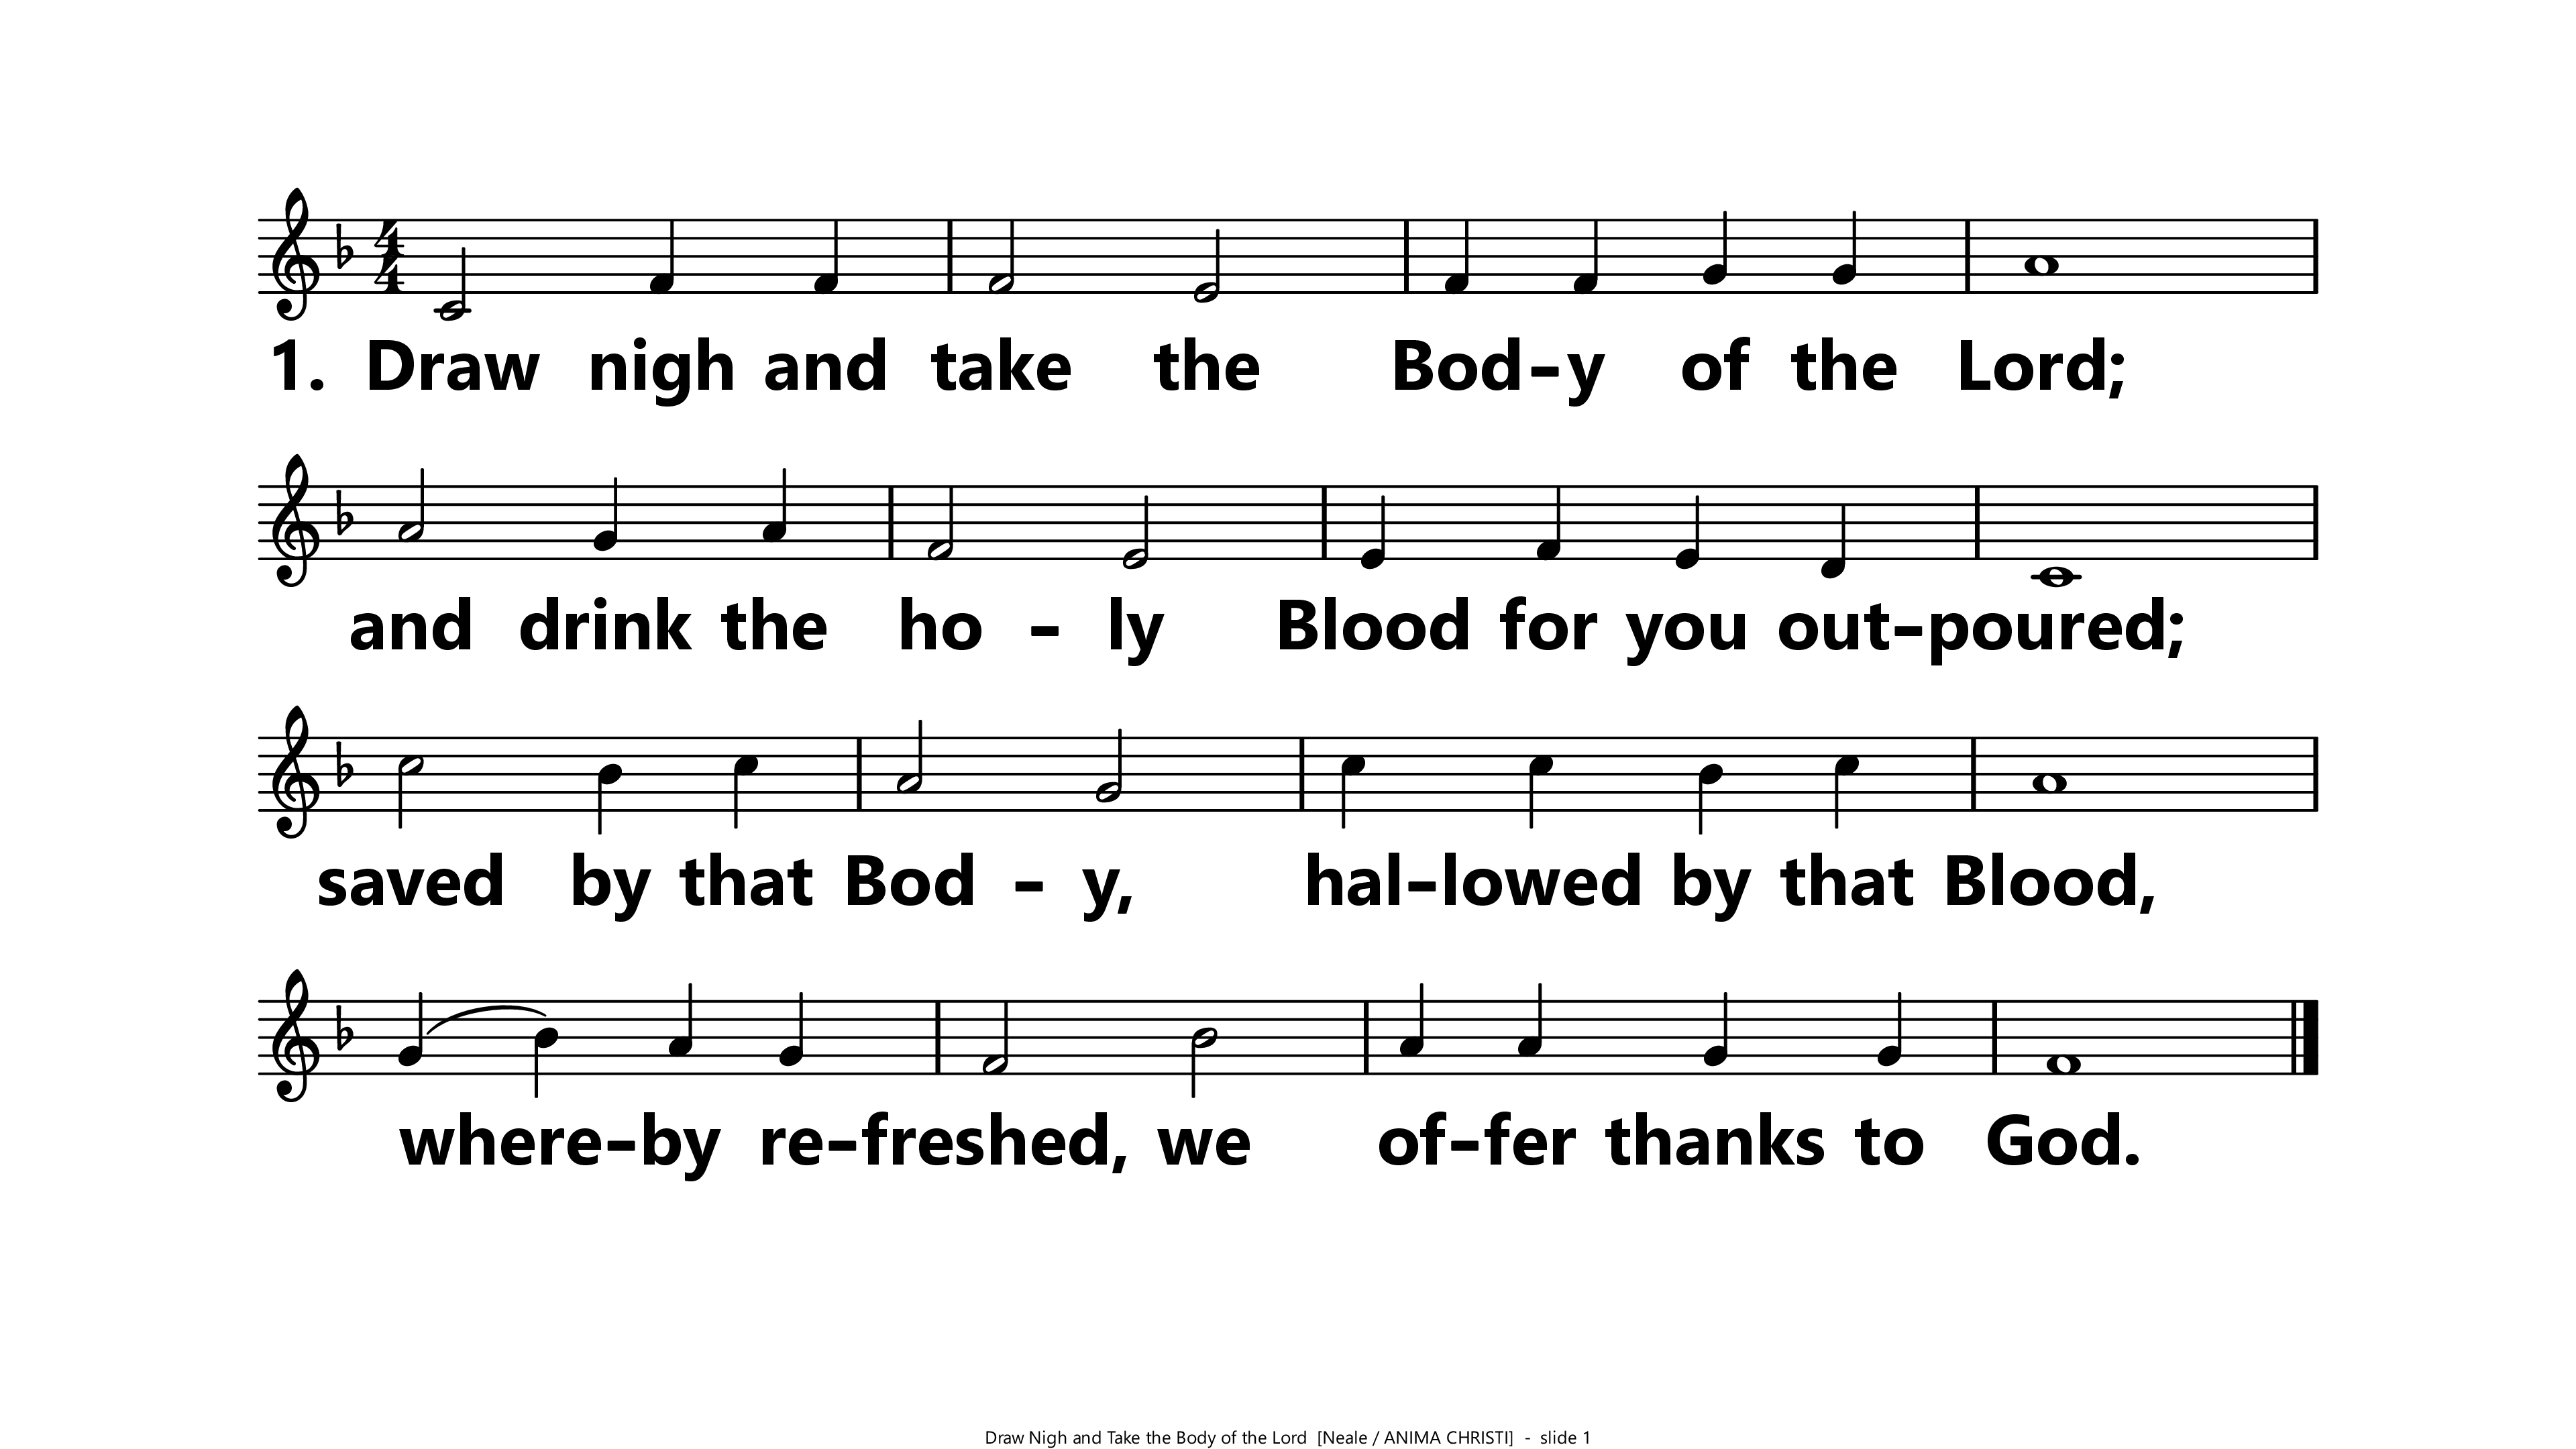 1. Draw nigh and take the Bod-y of the Lord;
and drink the ho - ly Blood for you out-poured;
saved by that Bod - y, hal-lowed by that Blood,
where-by re-freshed, we of-fer thanks to God.
Draw Nigh and Take the Body of the Lord [Neale / ANIMA CHRISTI] - slide 1